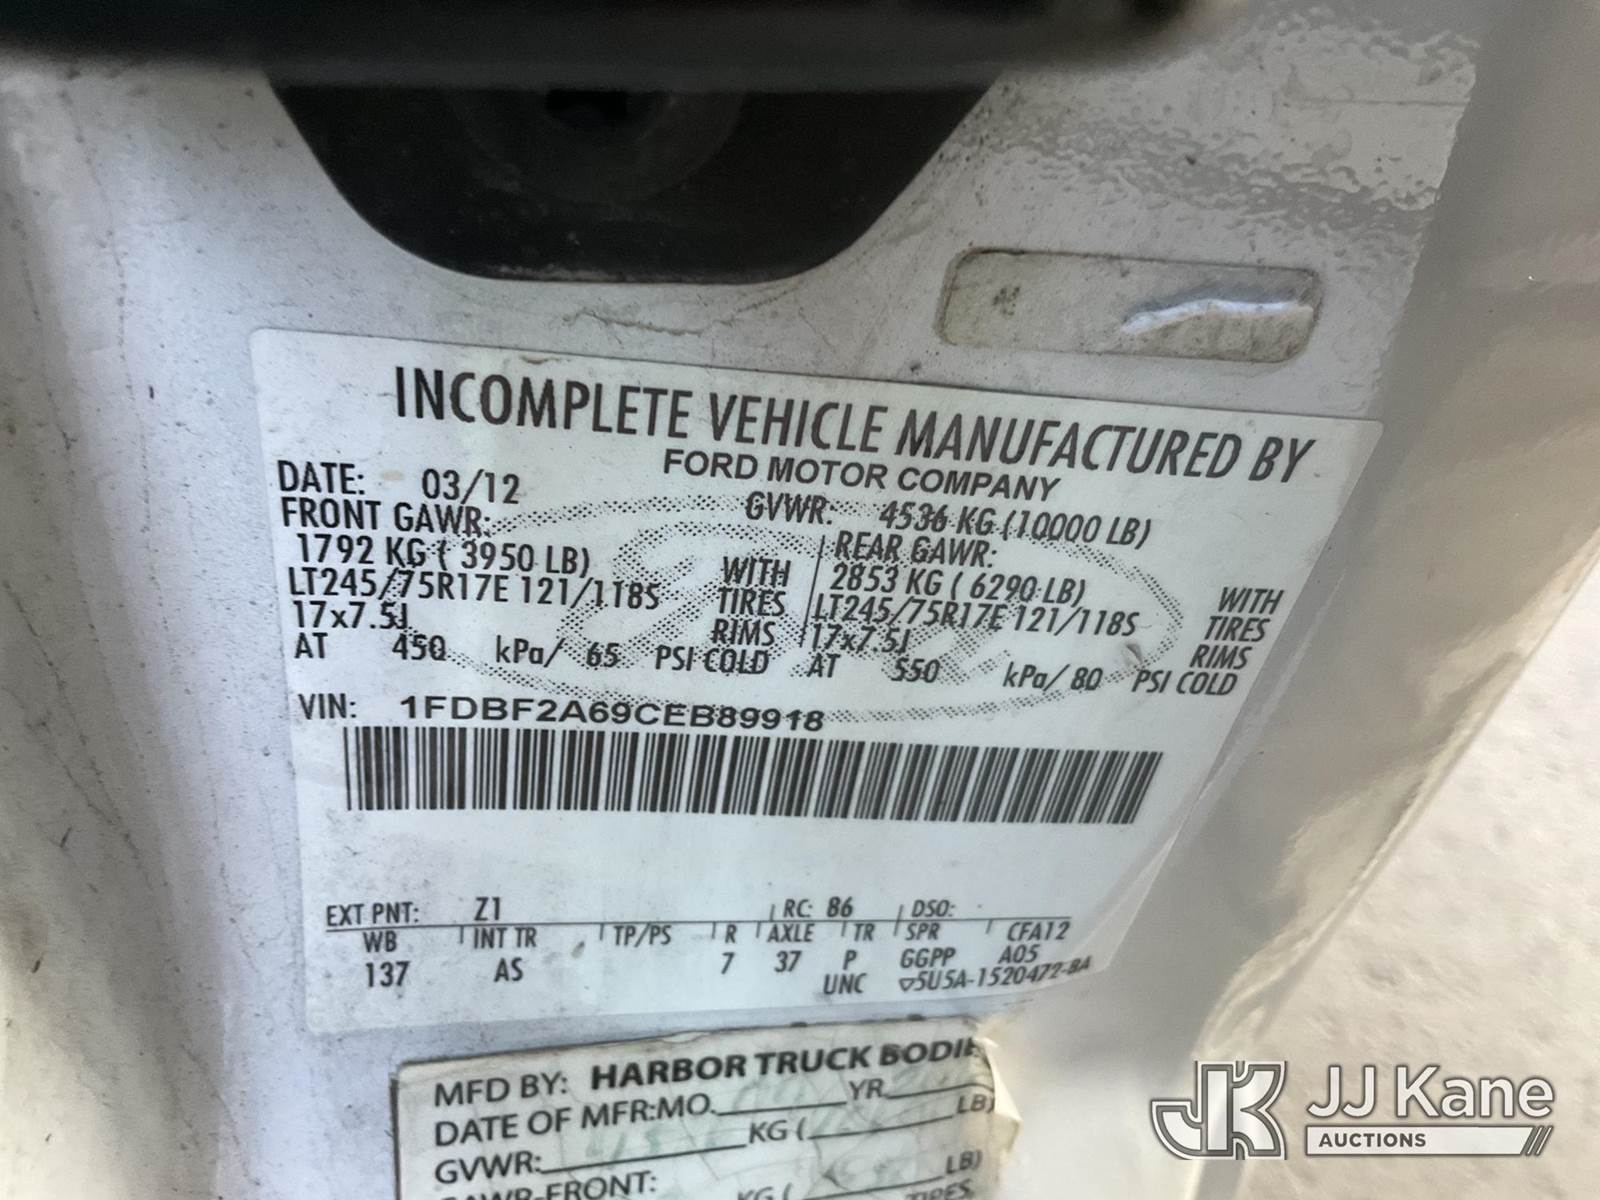 INCOMPLETE VEHICLE MANUFACTURED BY
FORD MOTOR COMPANY
DATE: 03/12 GVWR: 4536 KG (10000 LB)
FRONT GAWR: REAR GAWR:
1792 KG ( 3950 LB) WITH 2853 KG ( 6290 LB) WITH
LT245/75R17E 121/118S TIRES LT245/75R17E 121/118S TIRES
17x7.5J RIMS 17x7.5J RIMS
AT 450 kPa/ 65 PSI COLD AT 550 kPa/ 80 PSI COLD
VIN: 1FDBF2A69CEB89918
EXT PNT: Z1 RC: 86 DSO:
WB INT TR TP/PS R AXLE TR SPR CFA12
137 AS 7 37 P GGPP A05
UNC ▽5U5A-1520472-BA
MFD BY: HARBOR TRUCK BODIE
DATE OF MFR:MO. YR.
GVWR: KG ( LB)
GAWR-FRONT: KG ( LB)
TIRES
JJ Kane
AUCTIONS